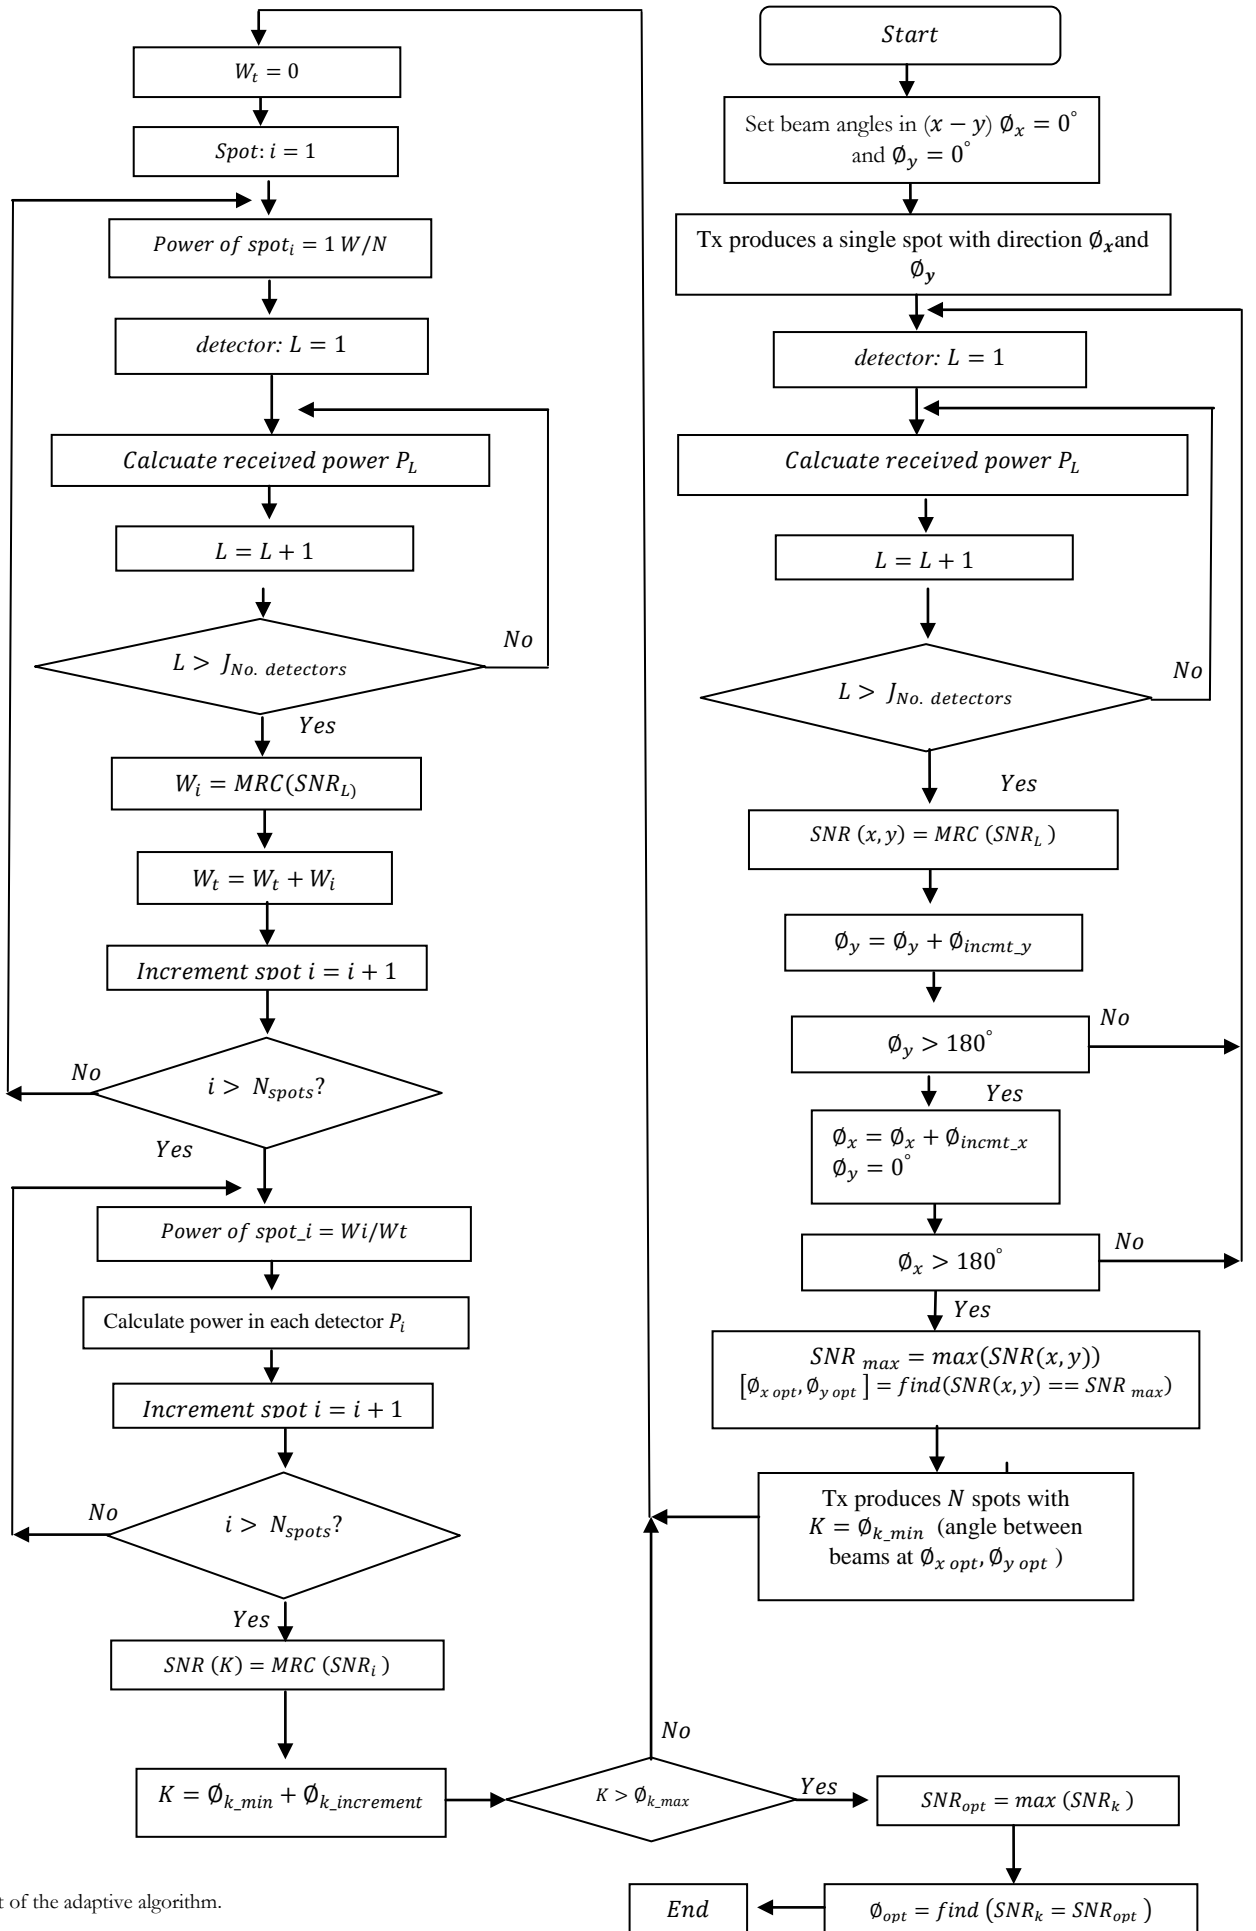 Start
Set beam angles in (x − y) ∅x = 0°
and ∅y = 0°
Tx produces a single spot with direction ∅x and
∅y
detector: L = 1
Calcuate received power PL
L = L + 1
L > JNo. detectors
No
Yes
SNR (x, y) = MRC (SNRL )
∅y = ∅y + ∅incmt_y
∅y > 180°
No
Yes
∅x = ∅x + ∅incmt_x
∅y = 0°
∅x > 180°
No
Yes
SNR max = max(SNR(x, y))
[∅x opt, ∅y opt ] = find(SNR(x, y) == SNR max)
Tx produces N spots with
K = ∅k_min (angle between
beams at ∅x opt, ∅y opt )
Wt = 0
Spot: i = 1
Power of spoti = 1 W/N
detector: L = 1
Calcuate received power PL
L = L + 1
L > JNo. detectors
No
Yes
Wi = MRC(SNRL)
Wt = Wt + Wi
Increment spot i = i + 1
i > Nspots?
No
Yes
Power of spot_i = Wi/Wt
Calculate power in each detector Pi
Increment spot i = i + 1
i > Nspots?
No
Yes
SNR (K) = MRC (SNRi )
K = ∅k_min + ∅k_increment
K > ∅k_max
No
Yes
SNRopt = max (SNRk )
∅opt = find (SNRk = SNRopt )
End
t of the adaptive algorithm.